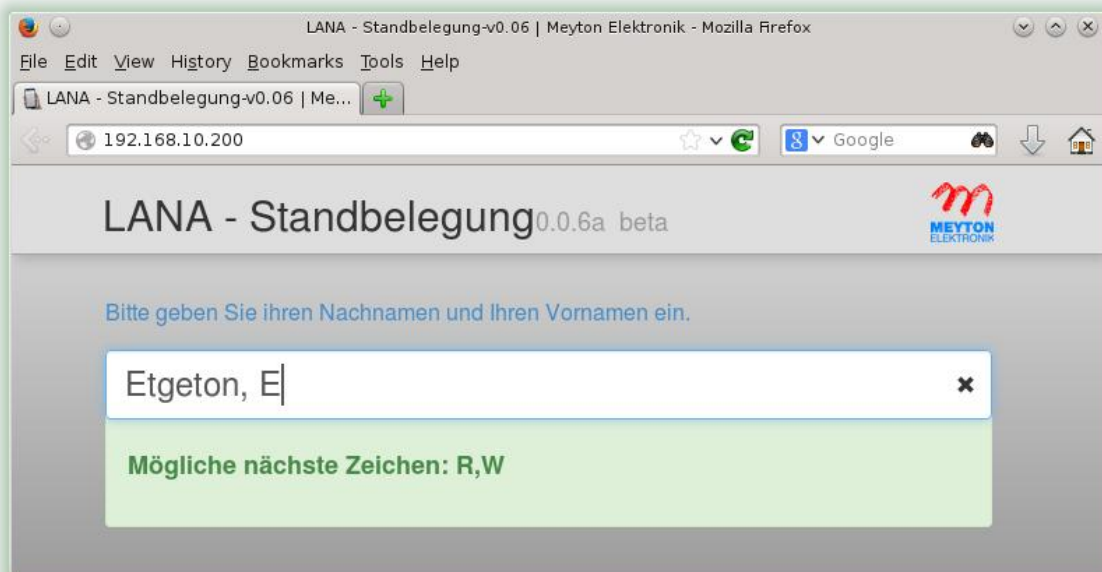 LANA - Standbelegung-v0.06 | Meyton Elektronik - Mozilla Firefox
File Edit View History Bookmarks Tools Help
LANA - Standbelegung-v0.06 | Me...
192.168.10.200
8 Google
LANA - Standbelegung0.0.6a beta
MEYTON
ELEKTRONIK
Bitte geben Sie ihren Nachnamen und Ihren Vornamen ein.
Etgeton, E
Mögliche nächste Zeichen: R,W